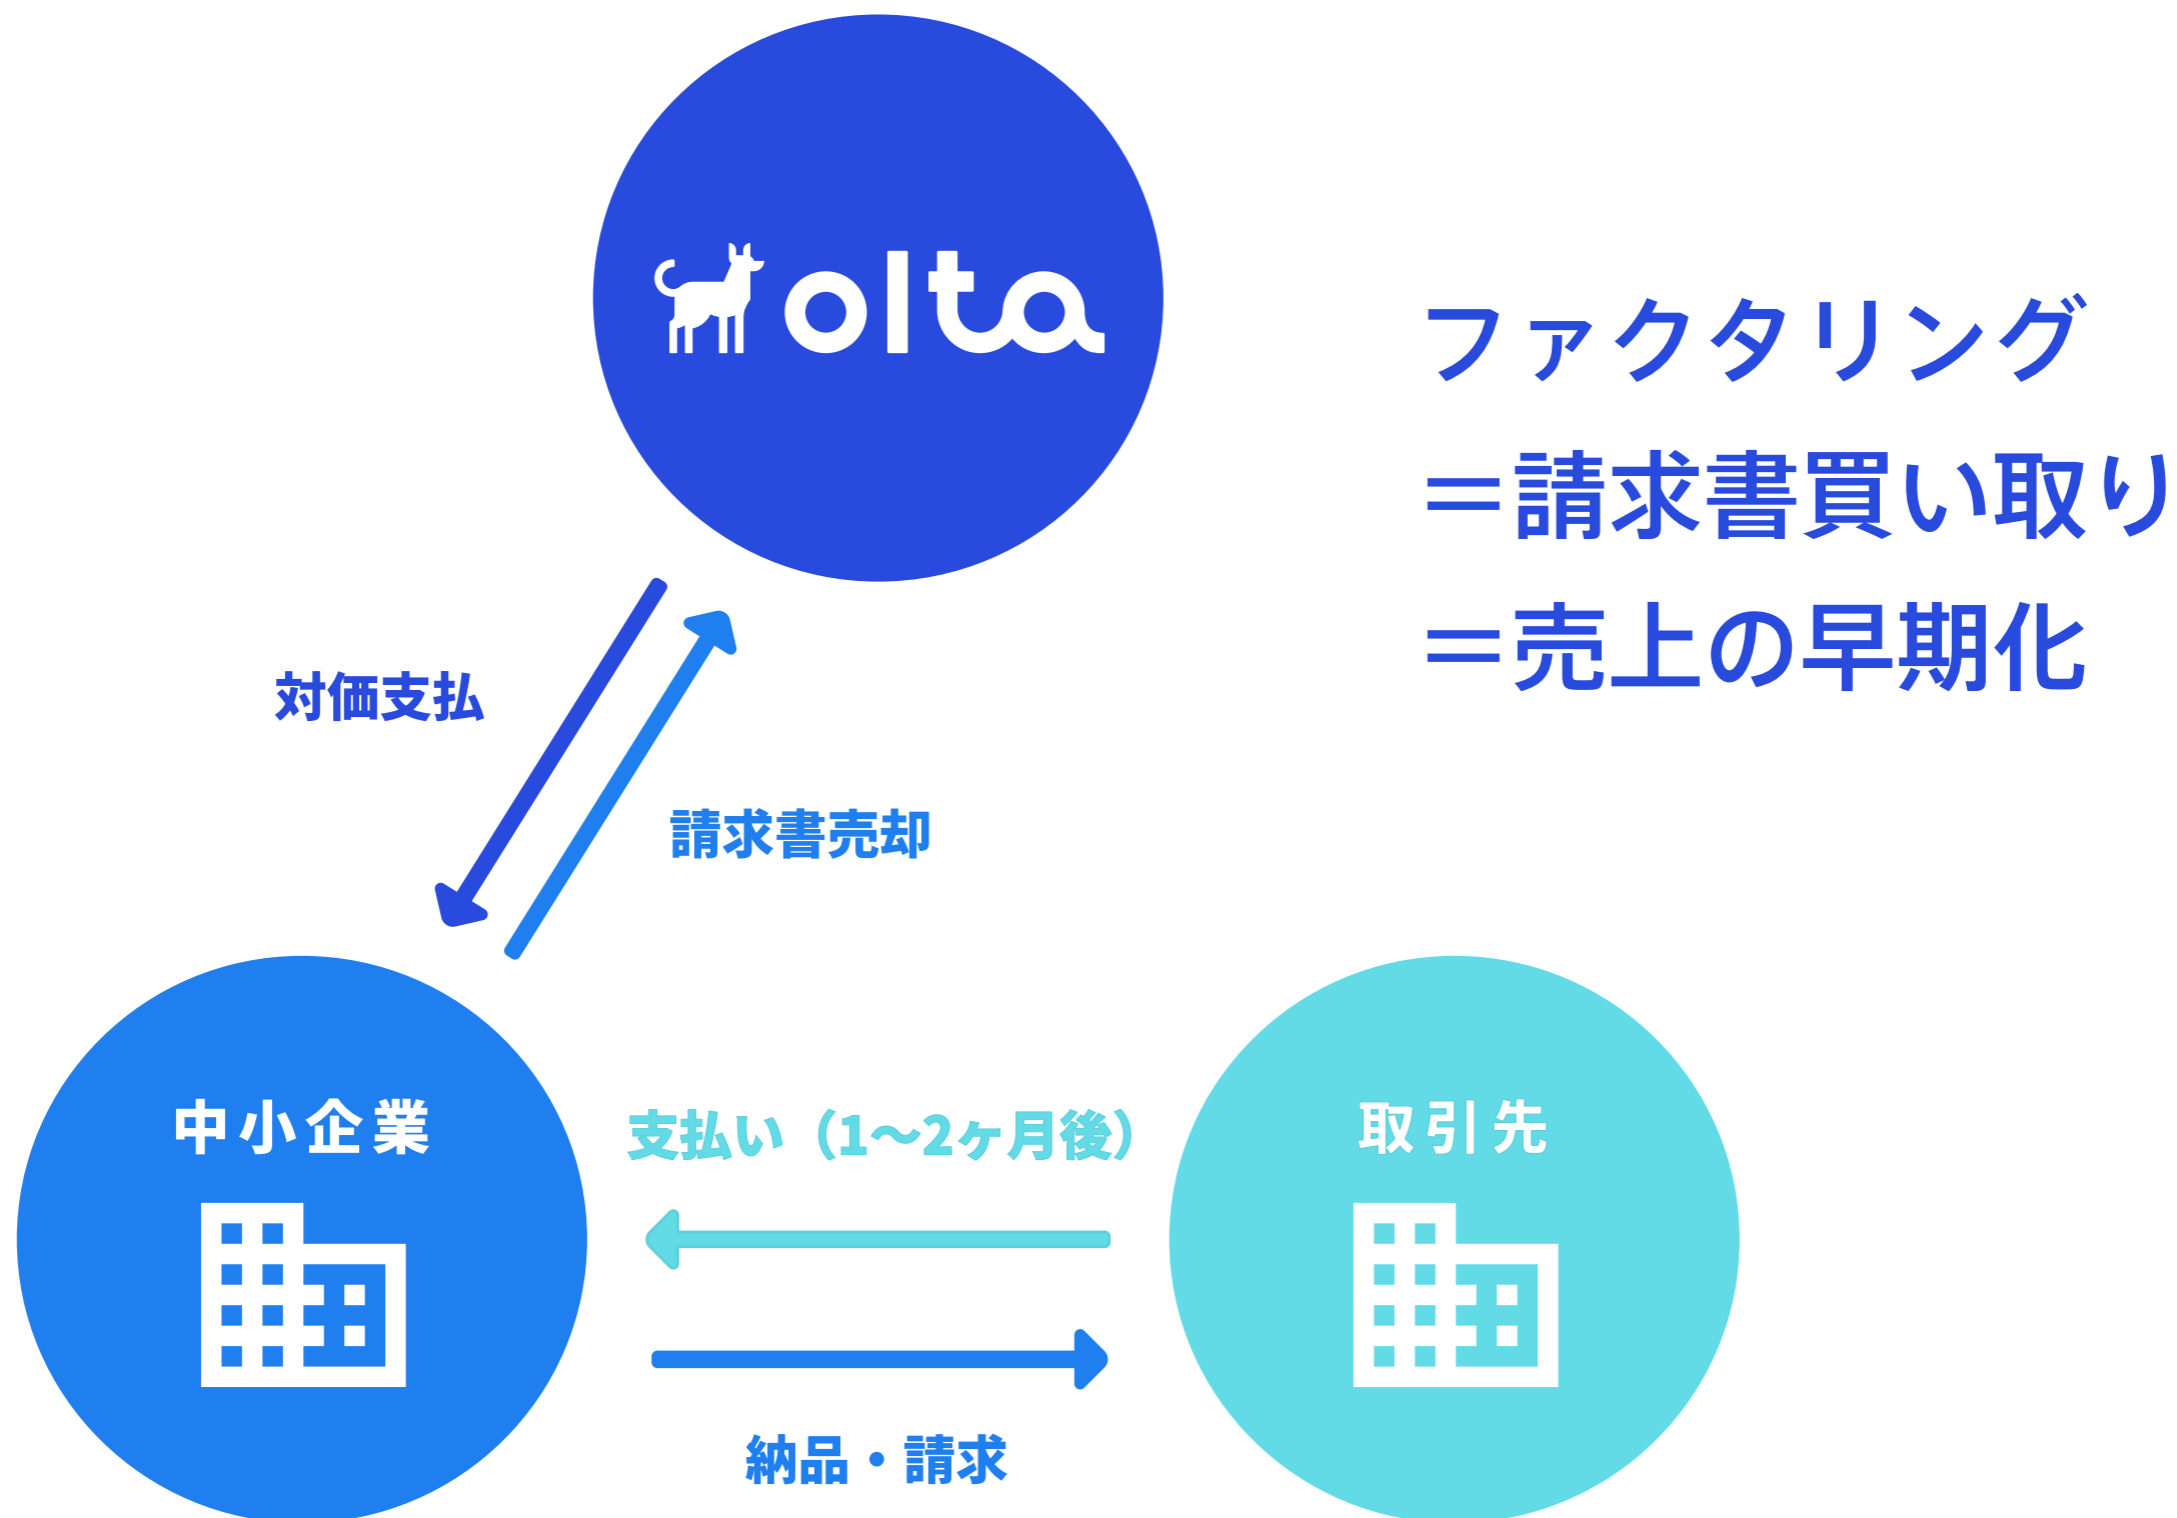 olta
ファクタリング
＝請求書買い取り
＝売上の早期化
対価支払
請求書売却
中小企業
支払い（1〜2ヶ月後）
取引先
納品・請求